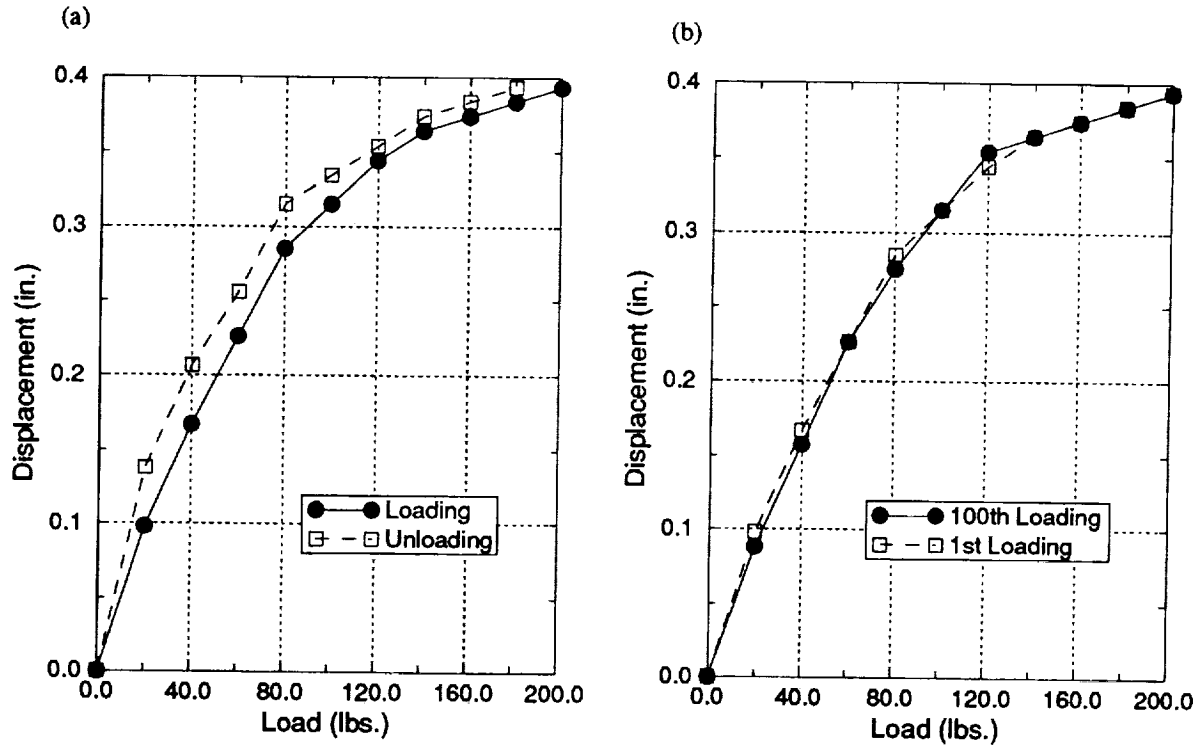 (a)
0.4
0.3
0.2
0.1
0.0
Displacement (in.)
Loading
Unloading
0.0 40.0 80.0 120.0 160.0 200.0
Load (lbs.)
(b)
0.4
0.3
0.2
0.1
0.0
Displacement (in.)
100th Loading
1st Loading
0.0 40.0 80.0 120.0 160.0 200.0
Load (lbs.)